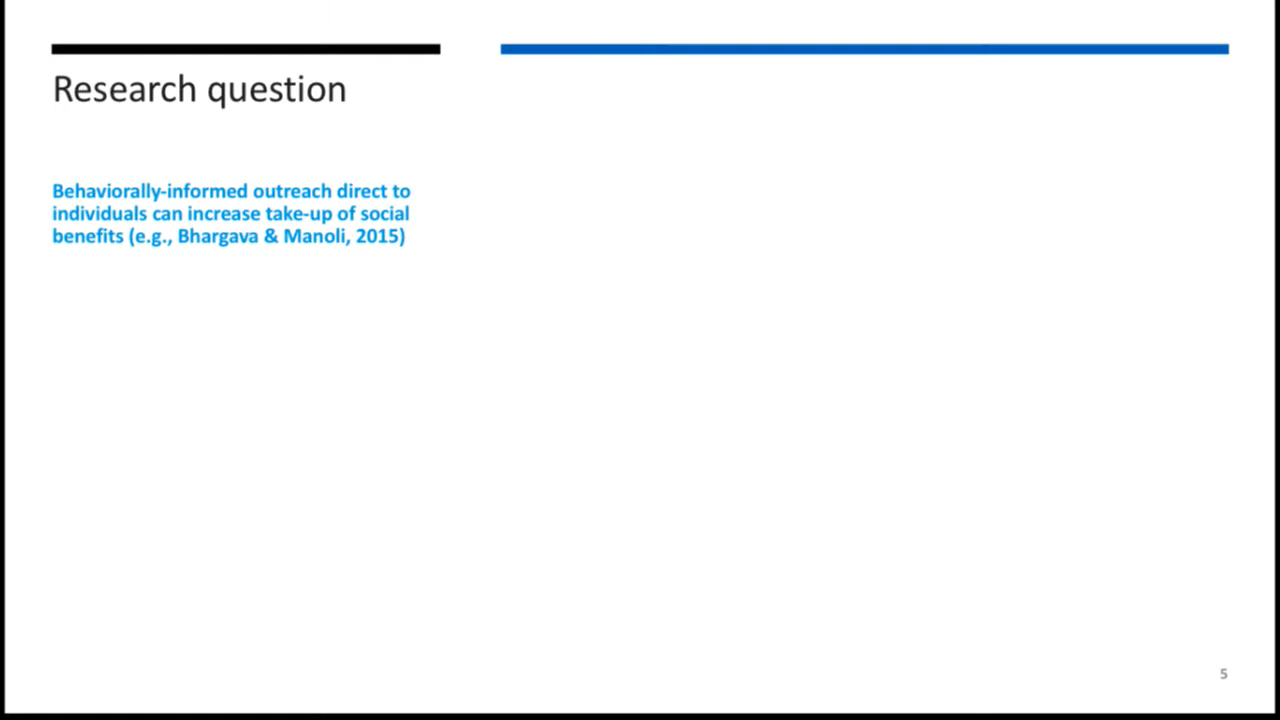 Research question
Behaviorally-informed outreach direct to
individuals can increase take-up of social
benefits (e.g., Bhargava & Manoli, 2015)
5